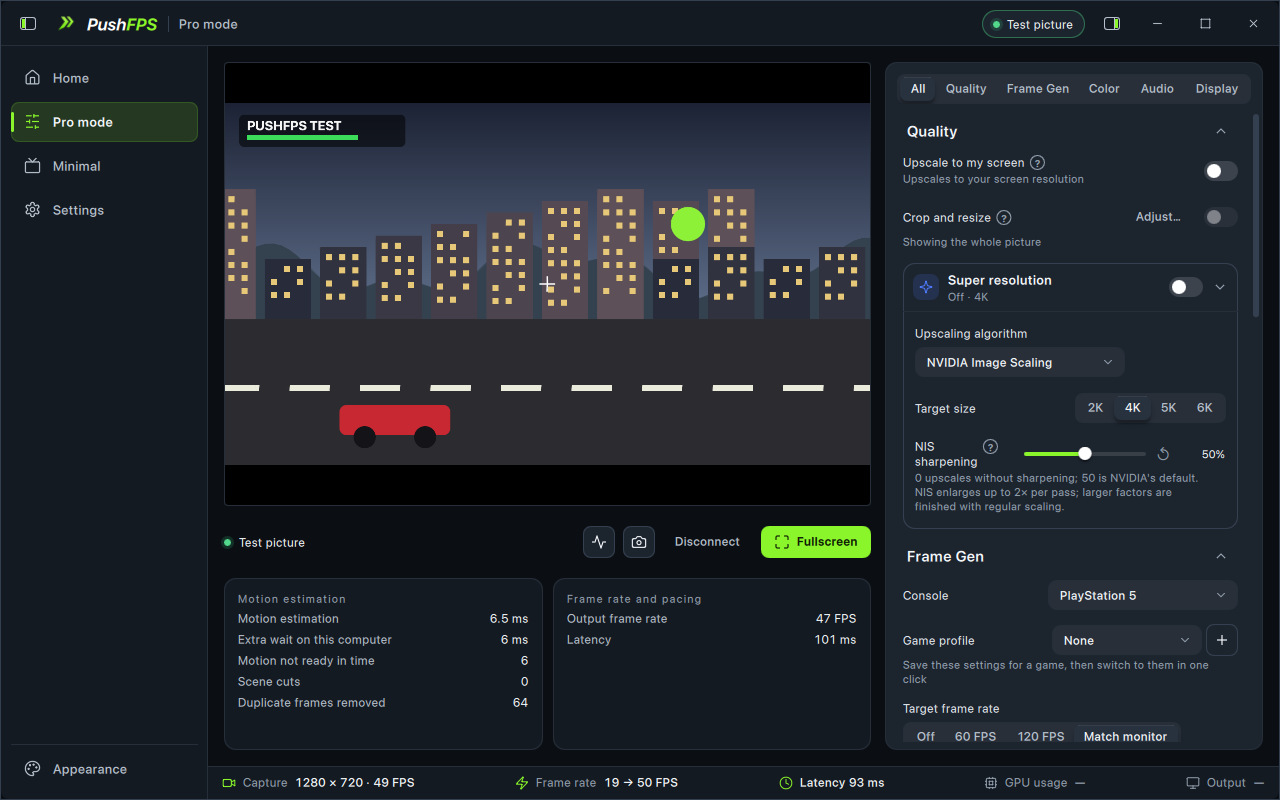 PushFPS
Pro mode
Test picture
Home
Pro mode
Minimal
Settings
Appearance
PUSHFPS TEST
Test picture
Disconnect
Fullscreen
Motion estimation
Motion estimation 6.5 ms
Extra wait on this computer 6 ms
Motion not ready in time 6
Scene cuts 0
Duplicate frames removed 64
Frame rate and pacing
Output frame rate 47 FPS
Latency 101 ms
All Quality Frame Gen Color Audio Display
Quality
Upscale to my screen ?
Upscales to your screen resolution
Crop and resize ? Adjust...
Showing the whole picture
Super resolution
Off · 4K
Upscaling algorithm
NVIDIA Image Scaling
Target size 2K 4K 5K 6K
NIS ?
sharpening 50%
0 upscales without sharpening; 50 is NVIDIA's default.
NIS enlarges up to 2× per pass; larger factors are
finished with regular scaling.
Frame Gen
Console PlayStation 5
Game profile None +
Save these settings for a game, then switch to them in one
click
Target frame rate
Off 60 FPS 120 FPS Match monitor
Capture 1280 × 720 · 49 FPS
Frame rate 19 → 50 FPS
Latency 93 ms
GPU usage —
Output —